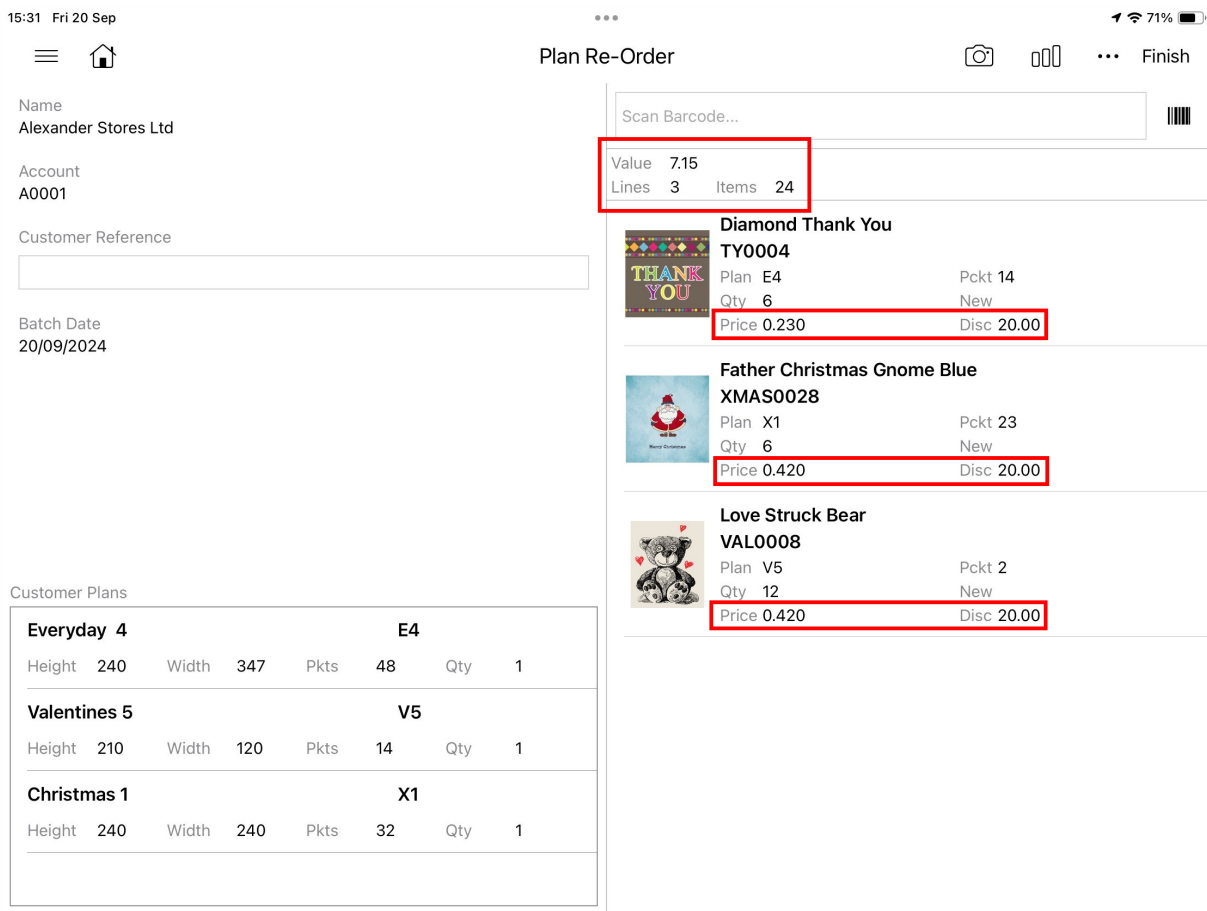 15:31 Fri 20 Sep
71%
Plan Re-Order
Finish
Name
Alexander Stores Ltd
Account
A0001
Customer Reference
Batch Date
20/09/2024
Customer Plans
Everyday 4 E4
Height 240 Width 347 Pkts 48 Qty 1
Valentines 5 V5
Height 210 Width 120 Pkts 14 Qty 1
Christmas 1 X1
Height 240 Width 240 Pkts 32 Qty 1
Scan Barcode...
Value 7.15
Lines 3 Items 24
THANK
YOU
Diamond Thank You
TY0004
Plan E4 Pckt 14
Qty 6 New
Price 0.230 Disc 20.00
Merry Christmas
Father Christmas Gnome Blue
XMAS0028
Plan X1 Pckt 23
Qty 6 New
Price 0.420 Disc 20.00
Love Struck Bear
VAL0008
Plan V5 Pckt 2
Qty 12 New
Price 0.420 Disc 20.00